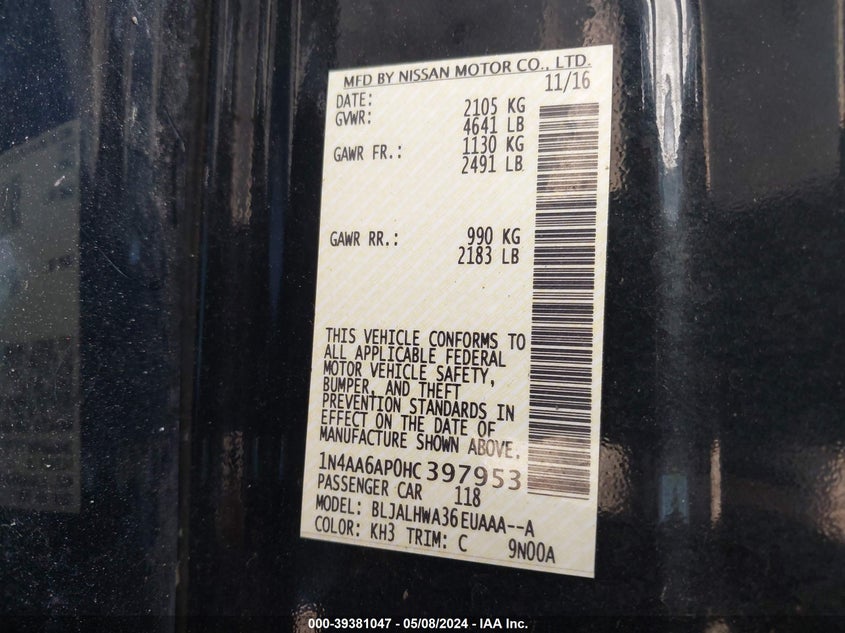 MFD BY NISSAN MOTOR CO., LTD.
DATE: 11/16
GVWR: 2105 KG
4641 LB
GAWR FR.: 1130 KG
2491 LB
GAWR RR.: 990 KG
2183 LB
THIS VEHICLE CONFORMS TO
ALL APPLICABLE FEDERAL
MOTOR VEHICLE SAFETY,
BUMPER, AND THEFT
PREVENTION STANDARDS IN
EFFECT ON THE DATE OF
MANUFACTURE SHOWN ABOVE.
1N4AA6AP0HC397953
PASSENGER CAR 118
MODEL: BLJALHWA36EUAAA--A
COLOR: KH3 TRIM: C 9N00A
000-39381047 - 05/08/2024 - IAA Inc.